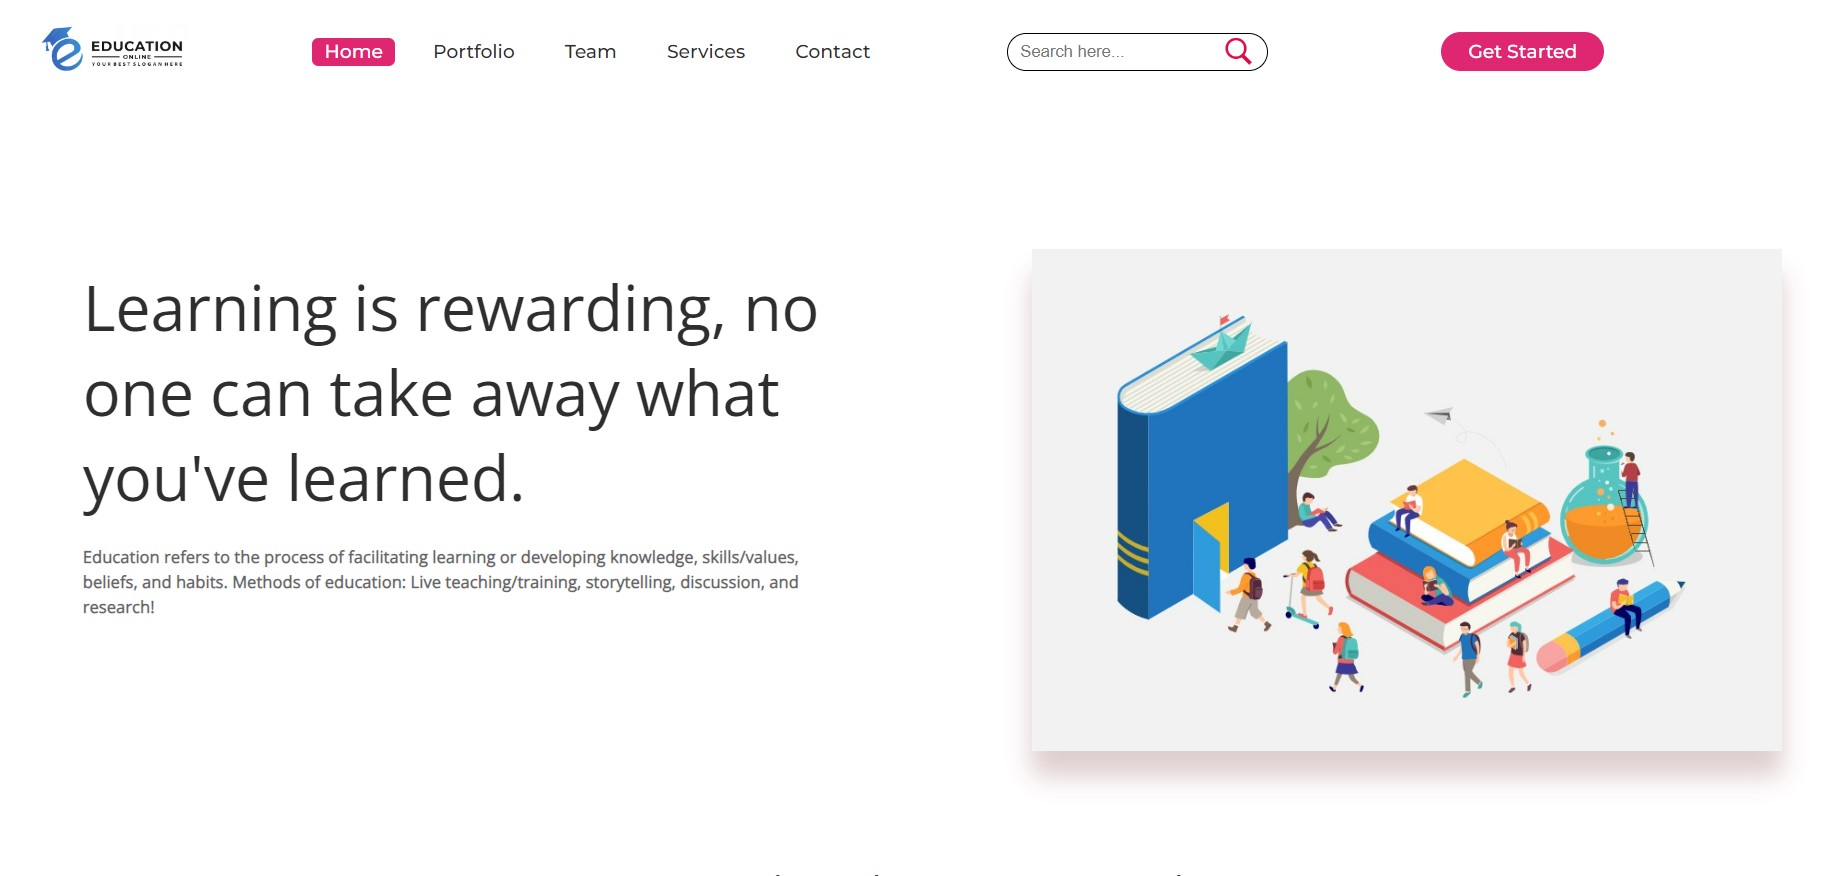 EDUCATION
ONLINE
YOUR BEST SLOGAN HERE
Home Portfolio Team Services Contact
Search here...
Get Started
Learning is rewarding, no
one can take away what
you've learned.
Education refers to the process of facilitating learning or developing knowledge, skills/values,
beliefs, and habits. Methods of education: Live teaching/training, storytelling, discussion, and
research!